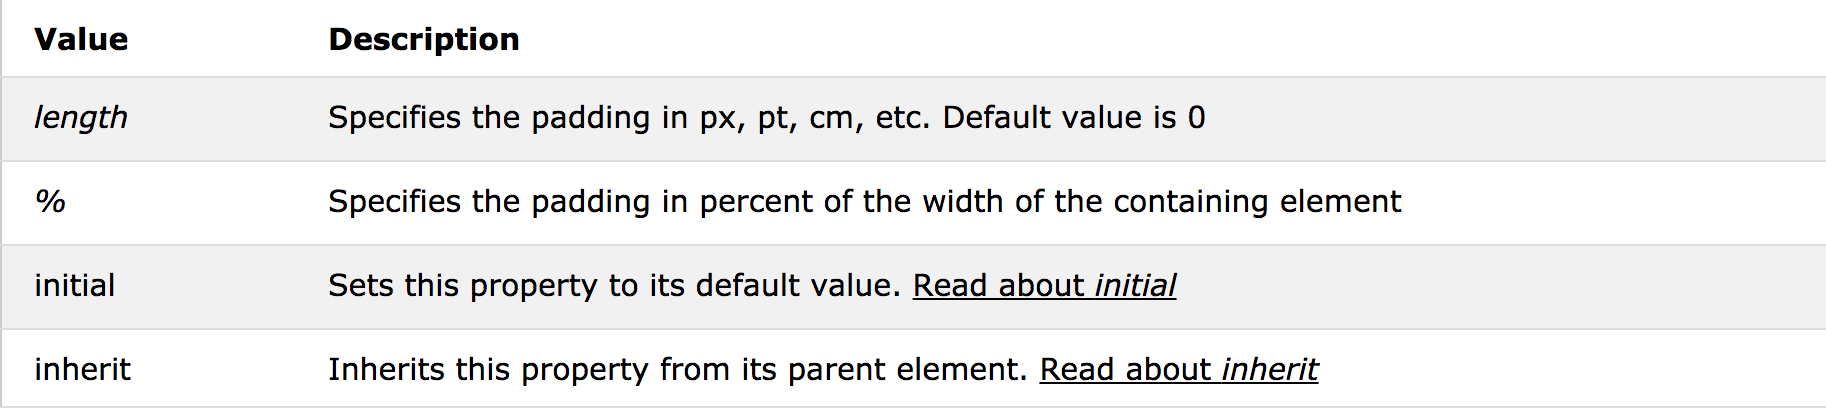 Value Description
length Specifies the padding in px, pt, cm, etc. Default value is 0
% Specifies the padding in percent of the width of the containing element
initial Sets this property to its default value. Read about initial
inherit Inherits this property from its parent element. Read about inherit